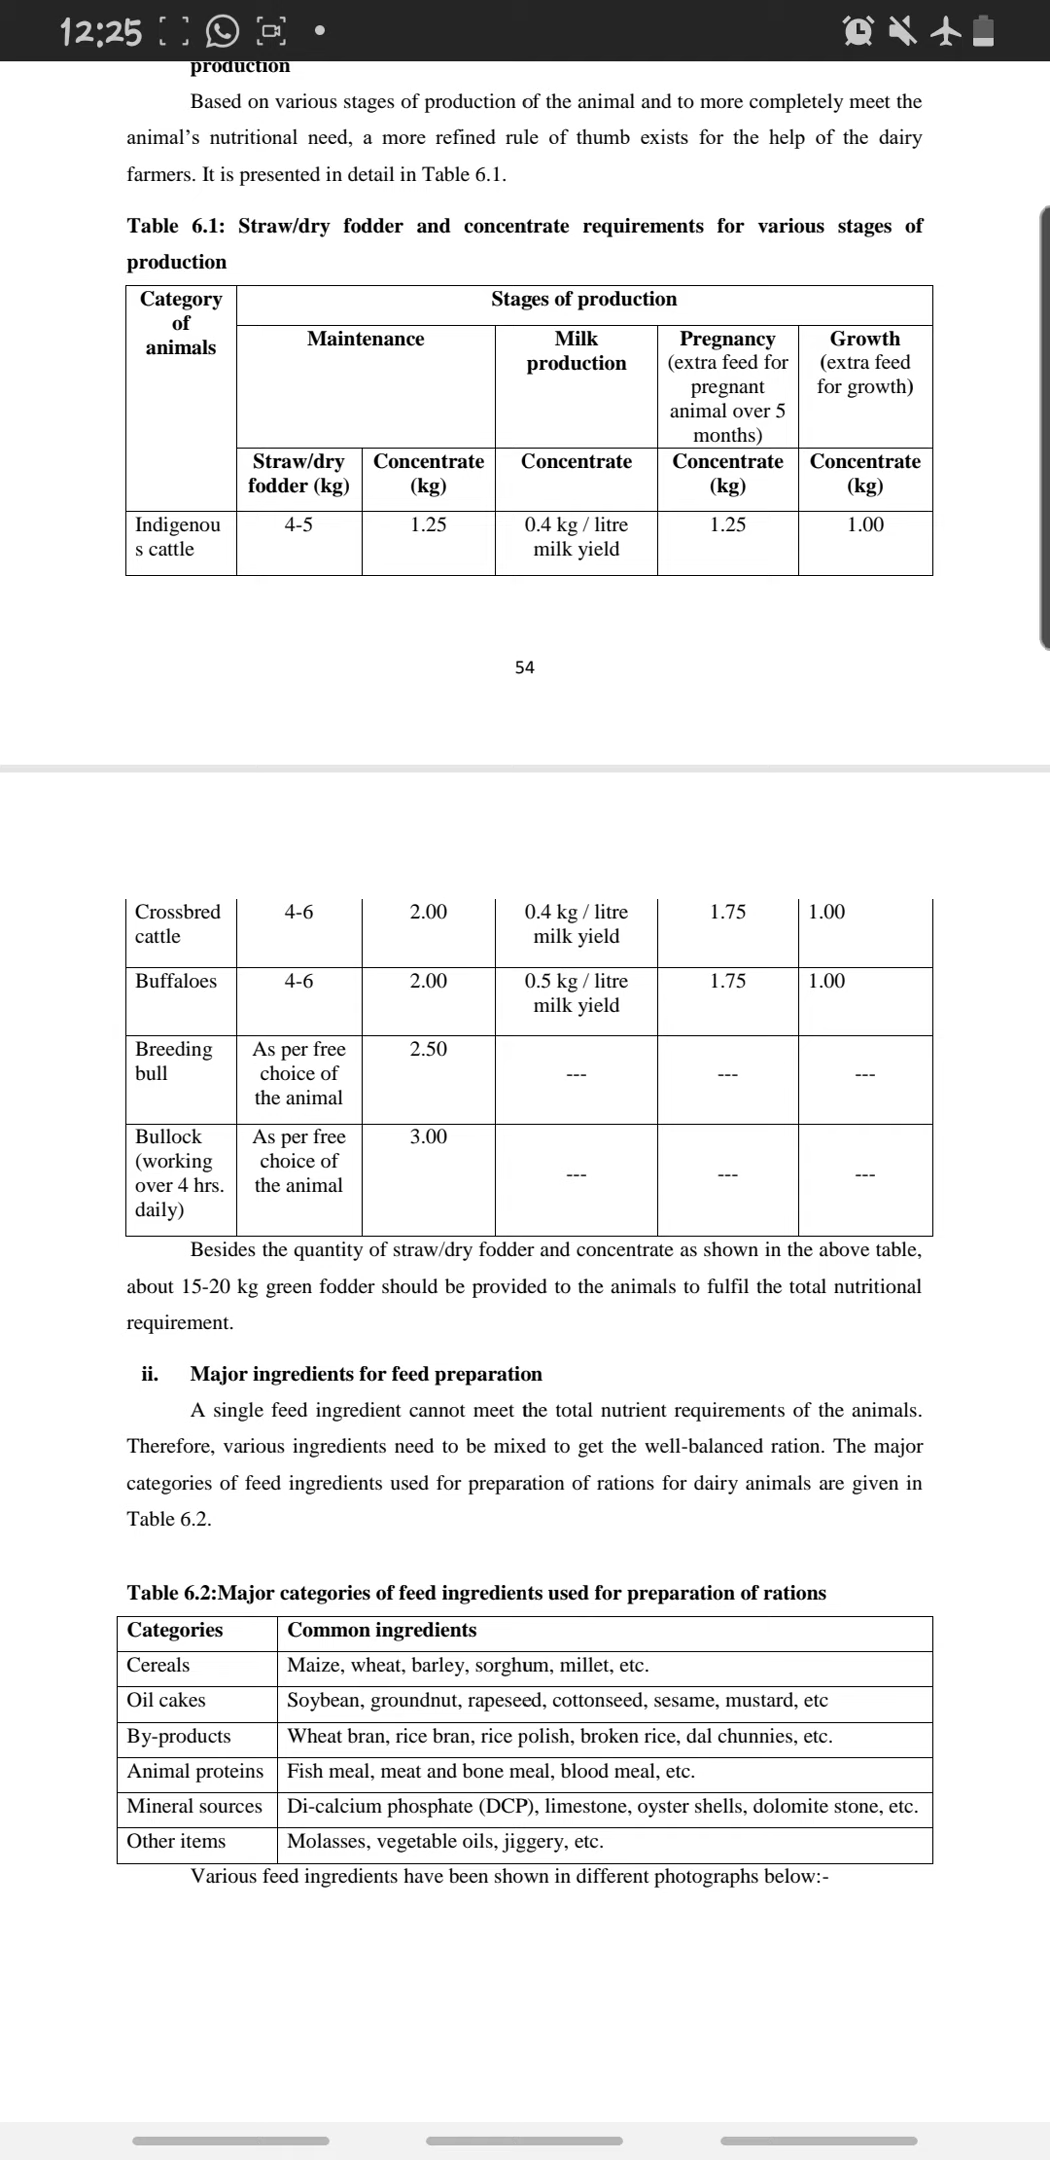 12:25
production
Based on various stages of production of the animal and to more completely meet the
animal’s nutritional need, a more refined rule of thumb exists for the help of the dairy
farmers. It is presented in detail in Table 6.1.
Table 6.1: Straw/dry fodder and concentrate requirements for various stages of
production
Category of animals | Stages of production
Maintenance | Milk production | Pregnancy (extra feed for pregnant animal over 5 months) | Growth (extra feed for growth)
Straw/dry fodder (kg) | Concentrate (kg) | Concentrate | Concentrate (kg) | Concentrate (kg)
Indigenou s cattle | 4-5 | 1.25 | 0.4 kg / litre milk yield | 1.25 | 1.00
54
Crossbred cattle | 4-6 | 2.00 | 0.4 kg / litre milk yield | 1.75 | 1.00
Buffaloes | 4-6 | 2.00 | 0.5 kg / litre milk yield | 1.75 | 1.00
Breeding bull | As per free choice of the animal | 2.50 | --- | --- | ---
Bullock (working over 4 hrs. daily) | As per free choice of the animal | 3.00 | --- | --- | ---
Besides the quantity of straw/dry fodder and concentrate as shown in the above table,
about 15-20 kg green fodder should be provided to the animals to fulfil the total nutritional
requirement.
ii. Major ingredients for feed preparation
A single feed ingredient cannot meet the total nutrient requirements of the animals.
Therefore, various ingredients need to be mixed to get the well-balanced ration. The major
categories of feed ingredients used for preparation of rations for dairy animals are given in
Table 6.2.
Table 6.2:Major categories of feed ingredients used for preparation of rations
Categories | Common ingredients
Cereals | Maize, wheat, barley, sorghum, millet, etc.
Oil cakes | Soybean, groundnut, rapeseed, cottonseed, sesame, mustard, etc
By-products | Wheat bran, rice bran, rice polish, broken rice, dal chunnies, etc.
Animal proteins | Fish meal, meat and bone meal, blood meal, etc.
Mineral sources | Di-calcium phosphate (DCP), limestone, oyster shells, dolomite stone, etc.
Other items | Molasses, vegetable oils, jiggery, etc.
Various feed ingredients have been shown in different photographs below:-